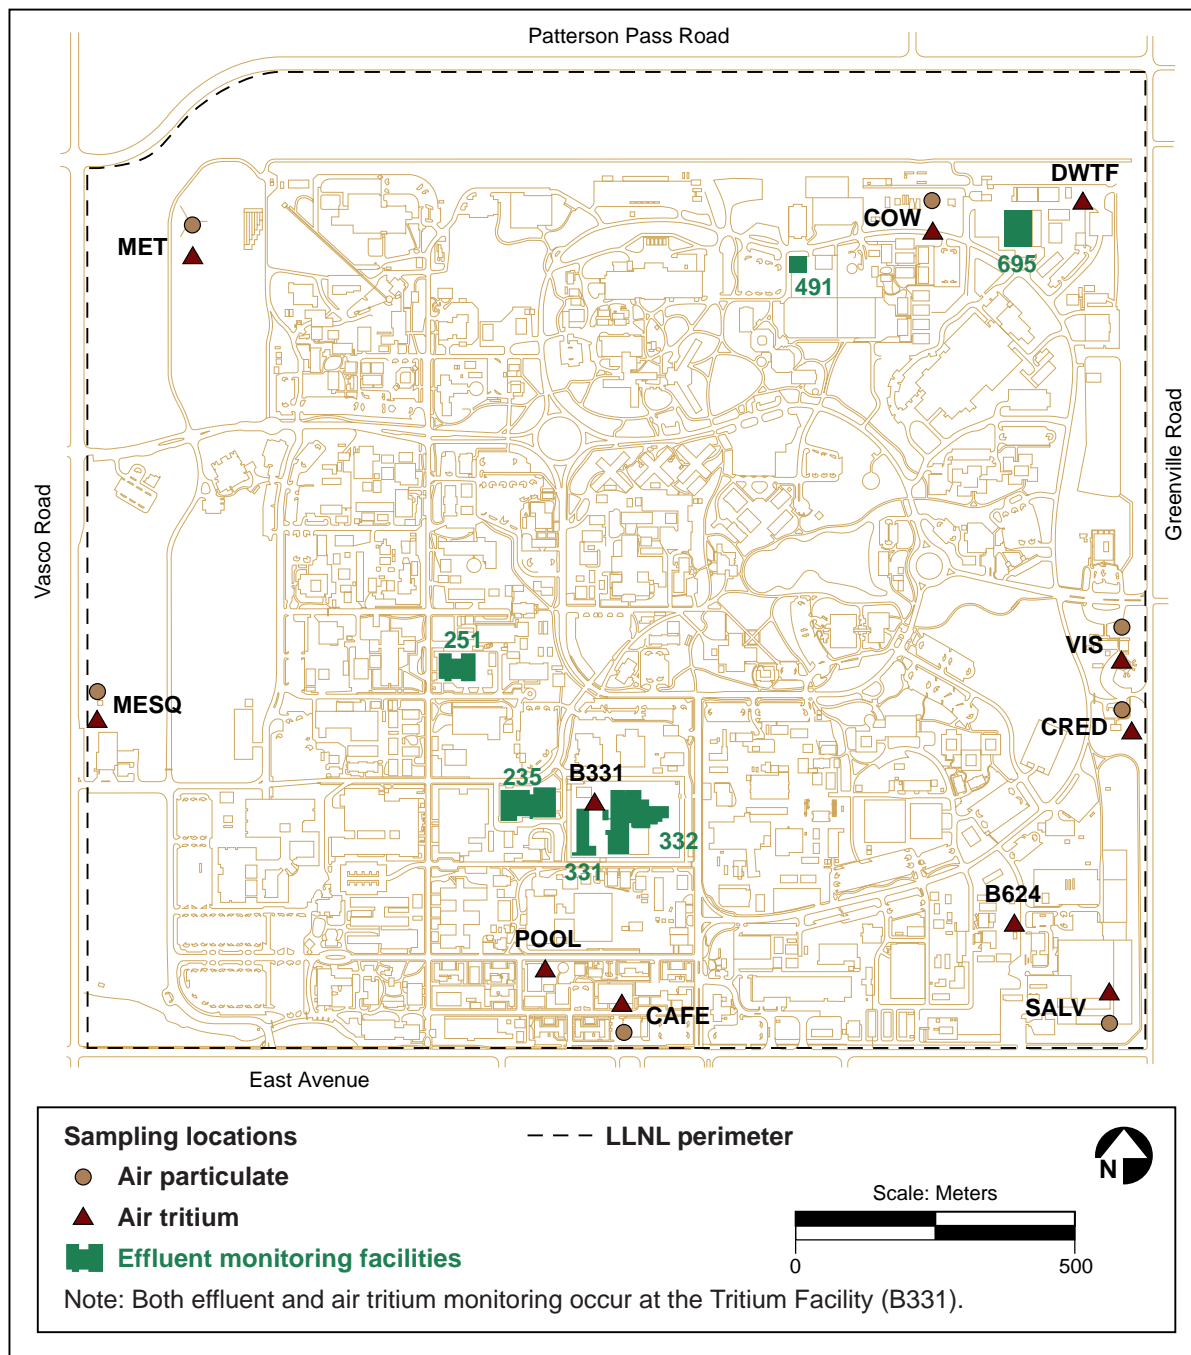 Patterson Pass Road
DWTF
COW
MET
695
491
Greenville Road
Vasco Road
251
VIS
MESQ
CRED
B331
235
332
331
B624
POOL
SALV
CAFE
East Avenue
Sampling locations
LLNL perimeter
Air particulate
N
Scale: Meters
Air tritium
Effluent monitoring facilities
0 500
Note: Both effluent and air tritium monitoring occur at the Tritium Facility (B331).